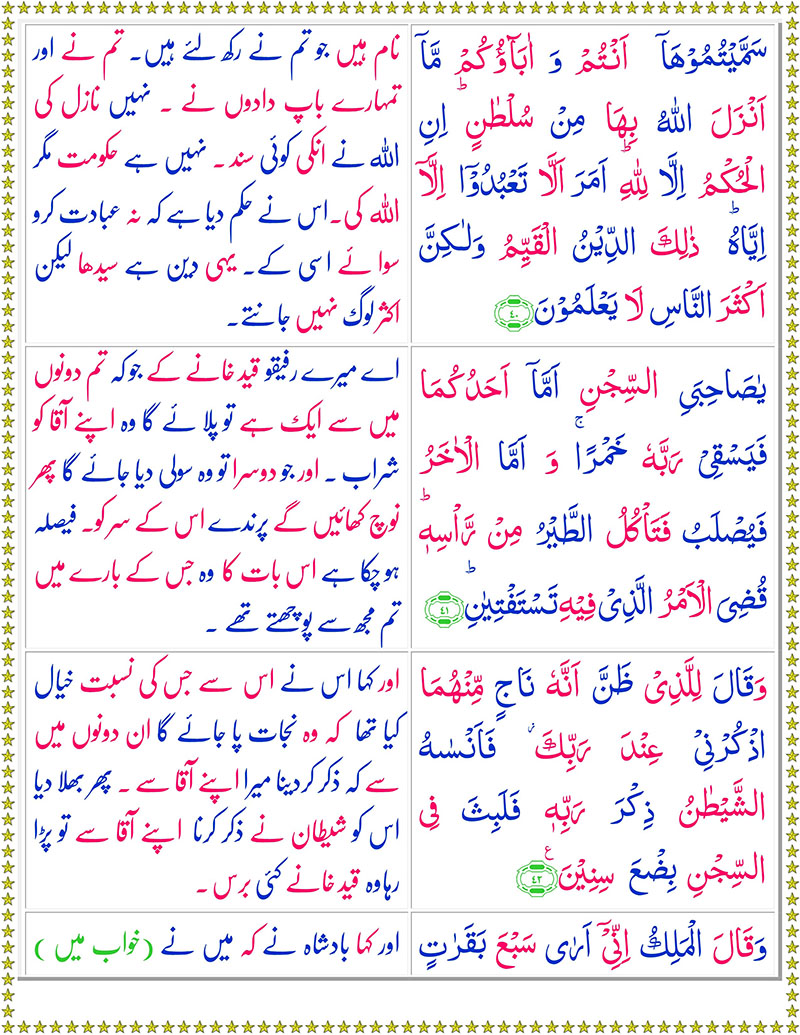 سَمَّيْتُمُوْهَاۤ اَنْتُمْ وَ اٰبَآؤُكُمْ مَّاۤ
اَنْزَلَ اللّٰهُ بِهَا مِنْ سُلْطٰنٍ ؕ اِنِ
الْحُكْمُ اِلَّا لِلّٰهِ ؕ اَمَرَ اَلَّا تَعْبُدُوْۤا اِلَّاۤ
اِيَّاهُ ؕ ذٰلِكَ الدِّيْنُ الْقَيِّمُ وَلٰكِنَّ
اَكْثَرَ النَّاسِ لَا يَعْلَمُوْنَ ۴۰
نام ہیں جو تم نے رکھ لئے ہیں۔ تم نے اور
تمہارے باپ دادوں نے ۔ نہیں نازل کی
اللہ نے انکی کوئی سند ۔ نہیں ہے حکومت مگر
اللہ کی۔ اس نے حکم دیا ہے کہ نہ عبادت کرو
سوائے اسی کے۔ یہی دین ہے سیدھا لیکن
اکثر لوگ نہیں جانتے۔
يٰصَاحِبَيِ السِّجْنِ اَمَّاۤ اَحَدُكُمَا
فَيَسْقِيْ رَبَّهٗ خَمْرًا ۚ وَ اَمَّا الْاٰخَرُ
فَيُصْلَبُ فَتَاْكُلُ الطَّيْرُ مِنْ رَّاْسِهٖ ؕ
قُضِيَ الْاَمْرُ الَّذِيْ فِيْهِ تَسْتَفْتِيٰنِ ؕ ۴۱
اے میرے رفیقو قید خانے کے جو کہ تم دونوں
میں سے ایک ہے تو پلائے گا وہ اپنے آقا کو
شراب ۔ اور جو دوسرا تو وہ سولی دیا جائے گا پھر
نوچ کھائیں گے پرندے اس کے سر کو۔ فیصلہ
ہو چکا ہے اس بات کا وہ جس کے بارے میں
تم مجھ سے پوچھتے تھے ۔
وَقَالَ لِلَّذِيْ ظَنَّ اَنَّهٗ نَاجٍ مِّنْهُمَا
اذْكُرْنِيْ عِنْدَ رَبِّكَ ؗ فَاَنْسٰىهُ
الشَّيْطٰنُ ذِكْرَ رَبِّهٖ فَلَبِثَ فِي
السِّجْنِ بِضْعَ سِنِيْنَ ع ۴۲
اور کہا اس نے اس سے جس کی نسبت خیال
کیا تھا کہ وہ نجات پا جائے گا ان دونوں میں
سے کہ ذکر کر دینا میرا اپنے آقا سے ۔ پھر بھلا دیا
اس کو شیطان نے ذکر کرنا اپنے آقا سے تو پڑا
رہا وہ قید خانے کئی برس ۔
وَقَالَ الْمَلِكُ اِنِّيْۤ اَرٰى سَبْعَ بَقَرٰتٍ
اور کہا بادشاہ نے کہ میں نے (خواب میں )